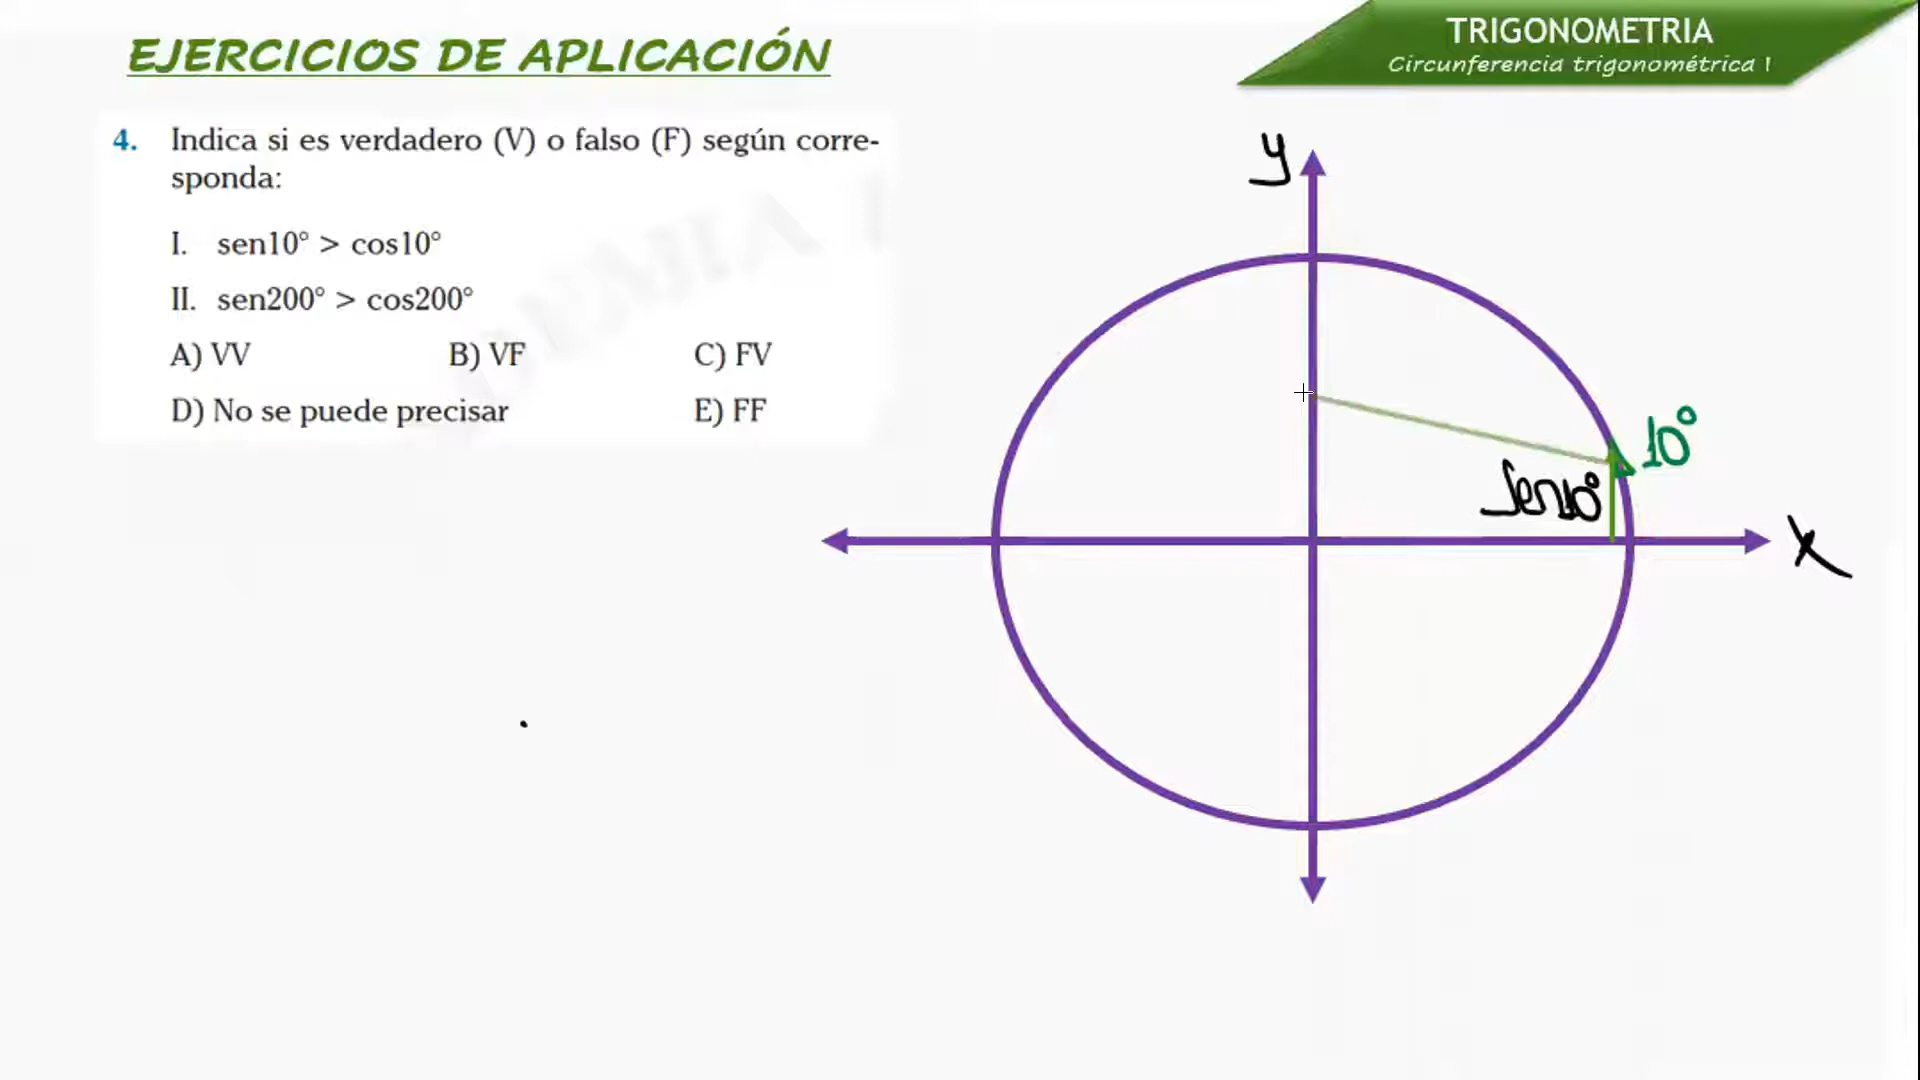 EJERCICIOS DE APLICACIÓN
TRIGONOMETRIA
Circunferencia trigonométrica I
4. Indica si es verdadero (V) o falso (F) según corre-
sponda:
I. sen10° > cos10°
II. sen200° > cos200°
A) VV B) VF C) FV
D) No se puede precisar E) FF
y
10°
Sen10°
x